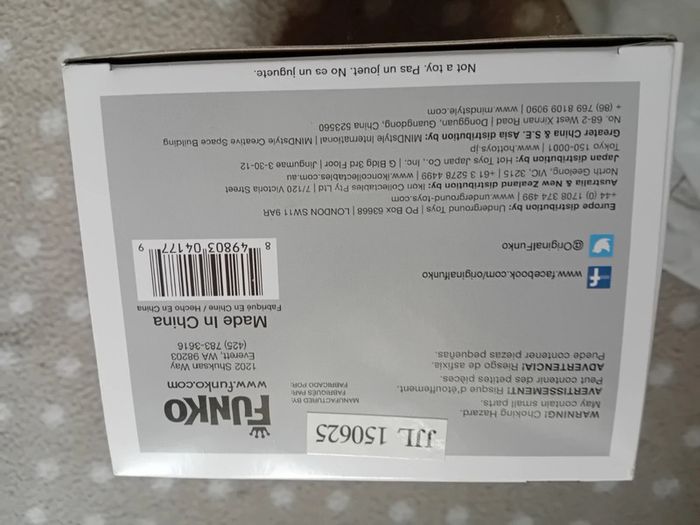 JJL 150625
WARNING! Choking Hazard.
May contain small parts.
AVERTISSEMENT! Risque d'étouffement.
Peut contenir des petites pièces.
ADVERTENCIA! Riesgo de asfixia.
Puede contener piezas pequeñas.
MANUFACTURED BY:
FABRIQUÉS PAR:
FABRICADO POR:
FUNKO
www.funko.com
1202 Shuksan Way
Everett, WA 98203
(425) 783-3616
Made In China
Fabriqué En Chine / Hecho En China
8 49803 04177 9
www.facebook.com/originalfunko
@OriginalFunko
Europe distribution by: Underground Toys | PO Box 63668 | LONDON SW11 9AR
+44 (0) 1708 374 499 | www.underground-toys.com
Australia & New Zealand distribution by: Ikon Collectables Pty Ltd | 7/120 Victoria Street
North Geelong, VIC, 3215 | +61 3 5278 4499 | www.ikoncollectables.com.au
Japan distribution by: Hot Toys Japan Co., Inc. | G Bldg 3rd Floor | Jingumae 3-30-12
Tokyo 150-0001 | www.hottoys.jp
Greater China & S.E. Asia distribution by: MINDstyle International | MINDstyle Creative Space Building
No. 68-2 West Xinnan Road | Dongguan, Guangdong, China 523560
+ (86) 769 8109 9090 | www.mindstyle.com
Not a toy. Pas un jouet. No es un juguete.